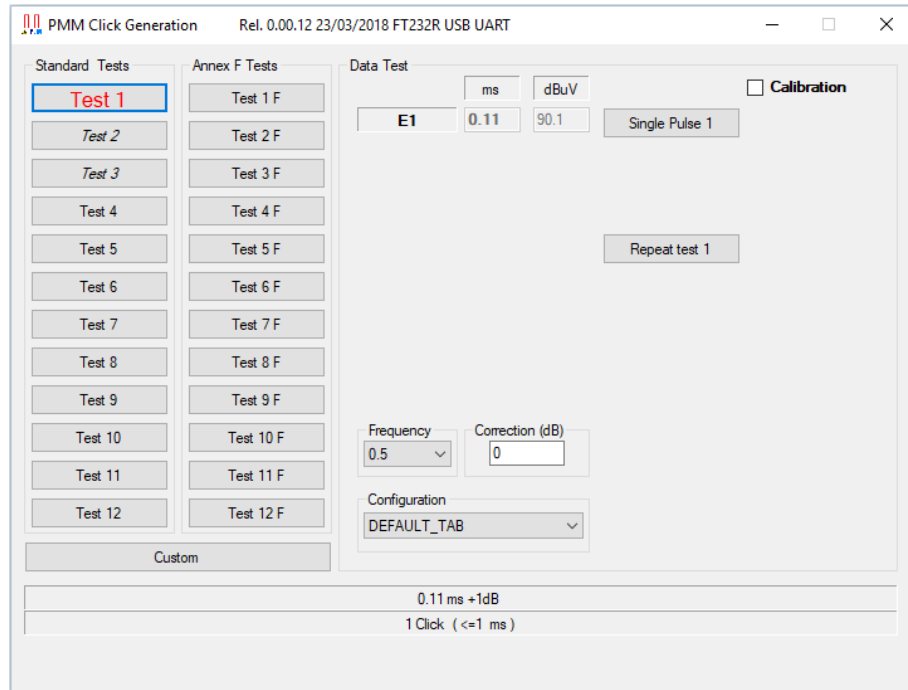 PMM Click Generation Rel. 0.00.12 23/03/2018 FT232R USB UART
Standard Tests
Test 1
Test 2
Test 3
Test 4
Test 5
Test 6
Test 7
Test 8
Test 9
Test 10
Test 11
Test 12
Annex F Tests
Test 1 F
Test 2 F
Test 3 F
Test 4 F
Test 5 F
Test 6 F
Test 7 F
Test 8 F
Test 9 F
Test 10 F
Test 11 F
Test 12 F
Custom
Data Test
ms dBuV
E1 0.11 90.1 Single Pulse 1
Calibration
Repeat test 1
Frequency
0.5
Correction (dB)
0
Configuration
DEFAULT_TAB
0.11 ms +1dB
1 Click ( <=1 ms )